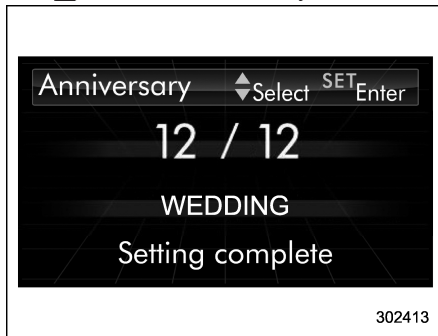 Anniversary Select SET Enter
12 / 12
WEDDING
Setting complete
302413